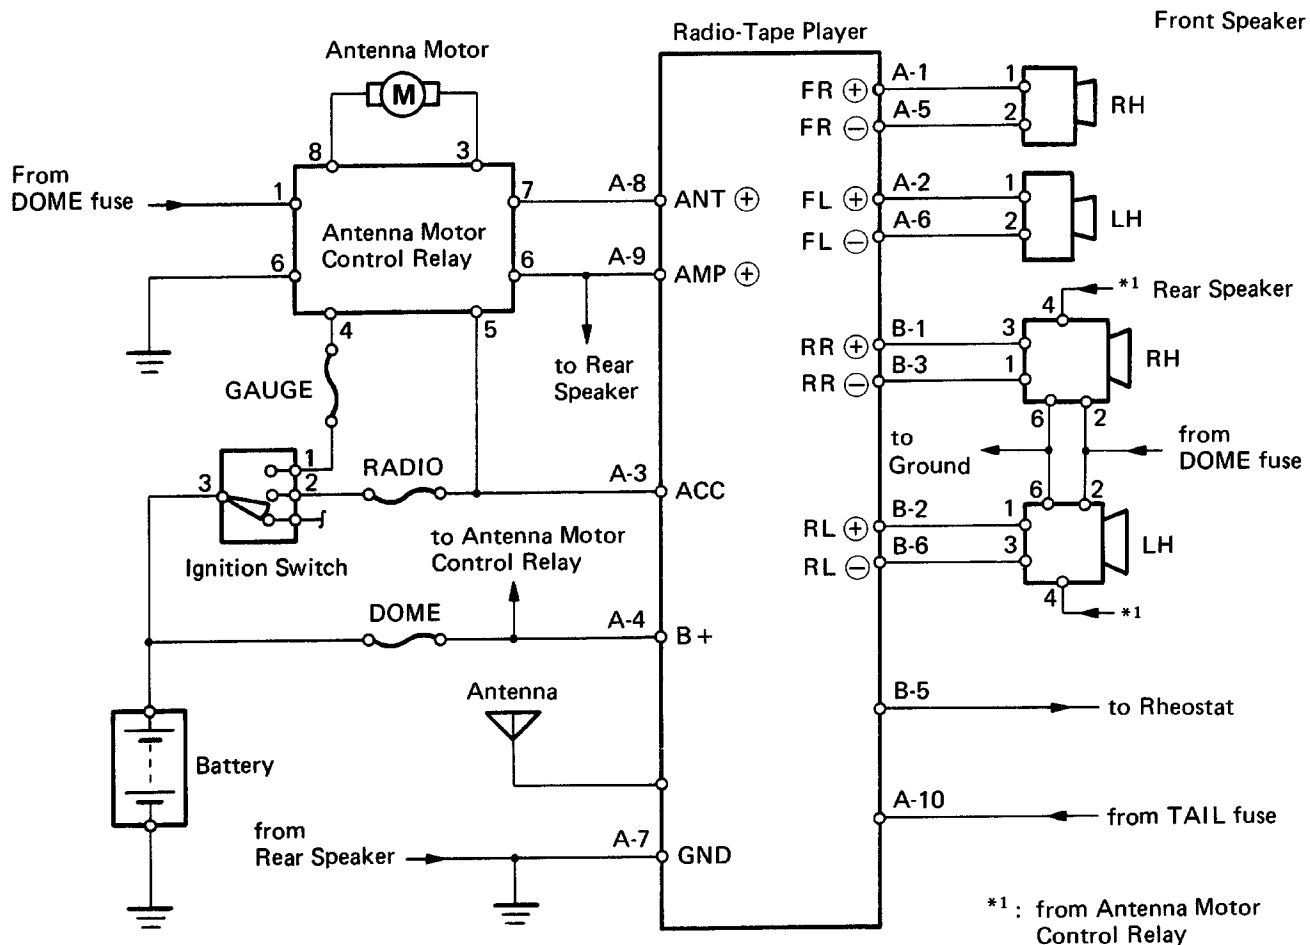 Front Speaker
Radio-Tape Player
Antenna Motor
M
8
3
From
DOME fuse
1
7
A-8
ANT ⊕
Antenna Motor
Control Relay
6
6
A-9
AMP ⊕
4
5
to Rear
Speaker
GAUGE
1
3
2
RADIO
A-3
ACC
Ignition Switch
to Antenna Motor
Control Relay
DOME
A-4
B+
Antenna
Battery
from
Rear Speaker
A-7
GND
FR ⊕
A-1
1
FR ⊖
A-5
2
RH
FL ⊕
A-2
1
FL ⊖
A-6
2
LH
*1 Rear Speaker
4
RR ⊕
B-1
3
RR ⊖
B-3
1
RH
6
2
to
Ground
from
DOME fuse
6
2
RL ⊕
B-2
1
RL ⊖
B-6
3
LH
4
*1
B-5
to Rheostat
A-10
from TAIL fuse
*1 : from Antenna Motor
Control Relay